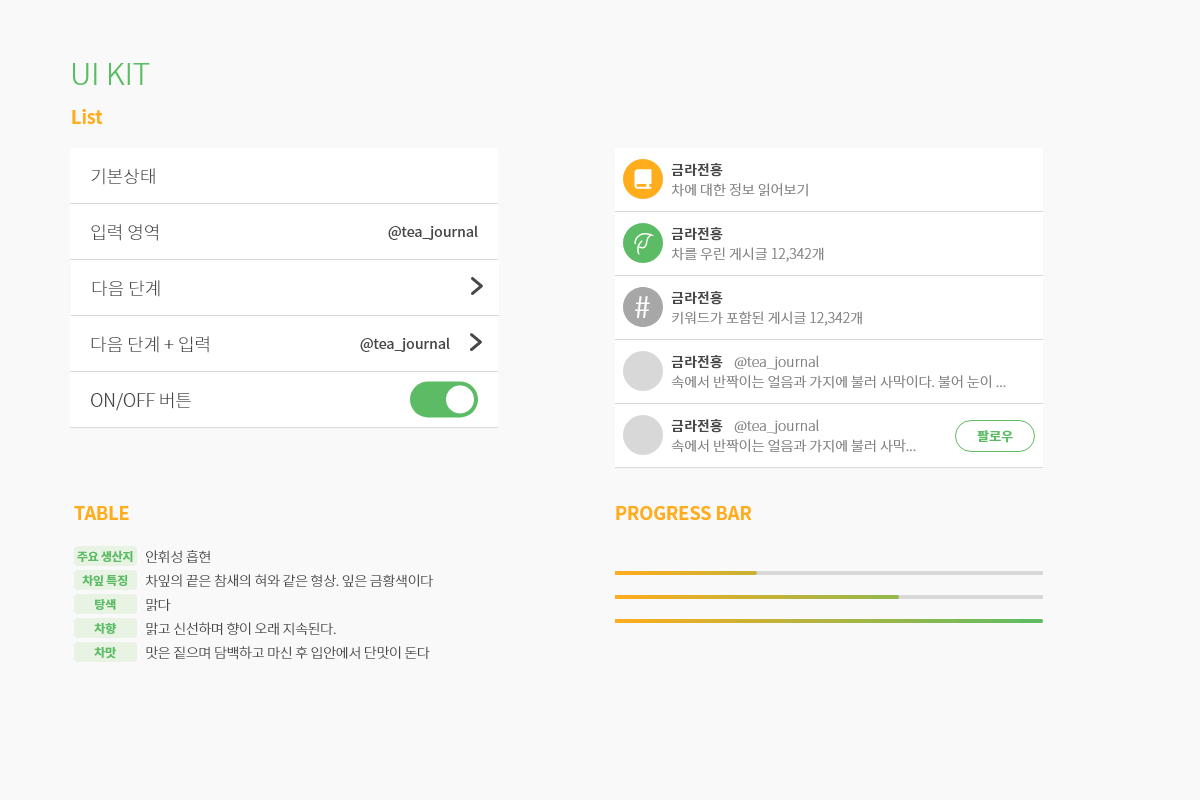 UI KIT
List
기본상태
입력 영역 @tea_journal
다음 단계
다음 단계 + 입력 @tea_journal
ON/OFF 버튼
금라전흥
차에 대한 정보 읽어보기
금라전흥
차를 우린 게시글 12,342개
#
금라전흥
키워드가 포함된 게시글 12,342개
금라전흥 @tea_journal
속에서 반짝이는 얼음과 가지에 불러 사막이다. 불어 눈이 ...
금라전흥 @tea_journal
속에서 반짝이는 얼음과 가지에 불러 사막...
팔로우
TABLE
주요 생산지 안휘성 흡현
차잎 특징 차잎의 끝은 참새의 혀와 같은 형상. 잎은 금황색이다
탕색 맑다
차향 맑고 신선하며 향이 오래 지속된다.
차맛 맛은 짙으며 담백하고 마신 후 입안에서 단맛이 돈다
PROGRESS BAR